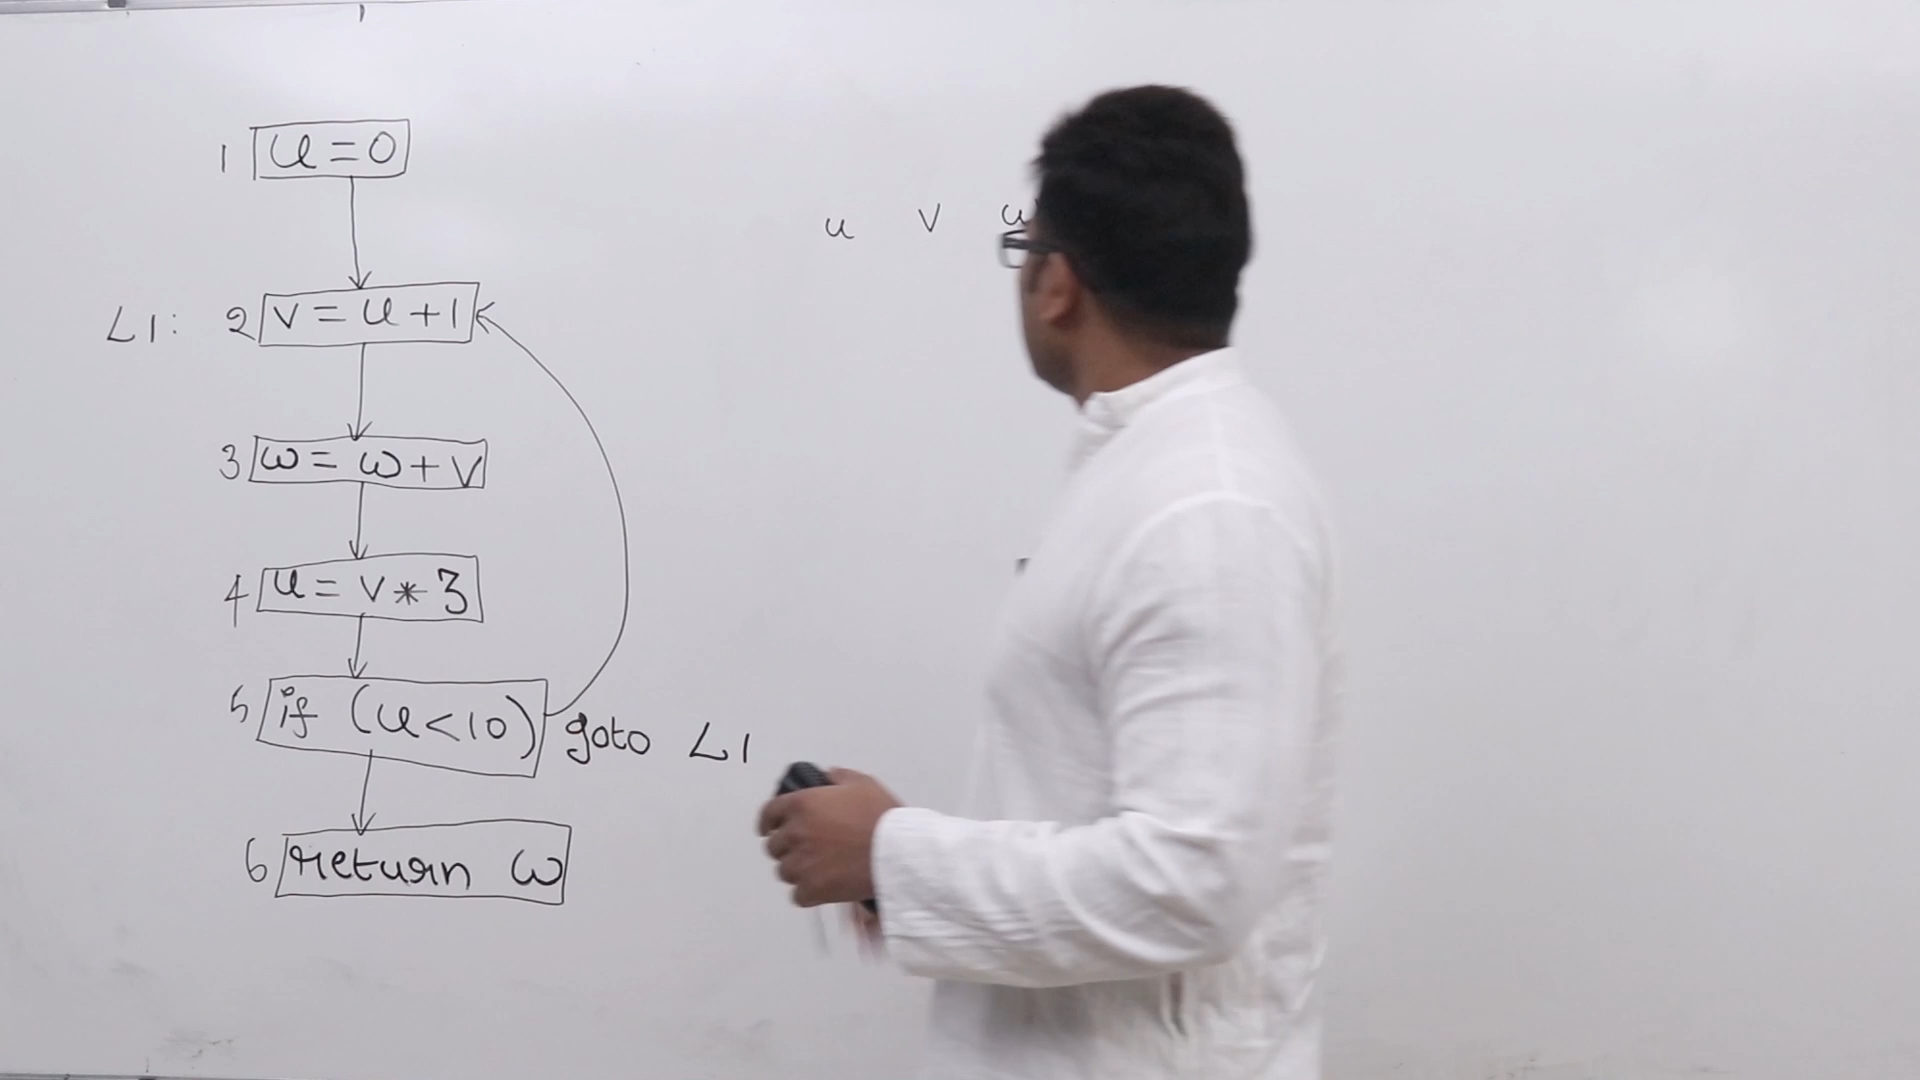 1 u=0
L1: 2 v=u+1
3 w=w+v
4 u=v*3
5 if (u<10) goto L1
6 return w
u v w